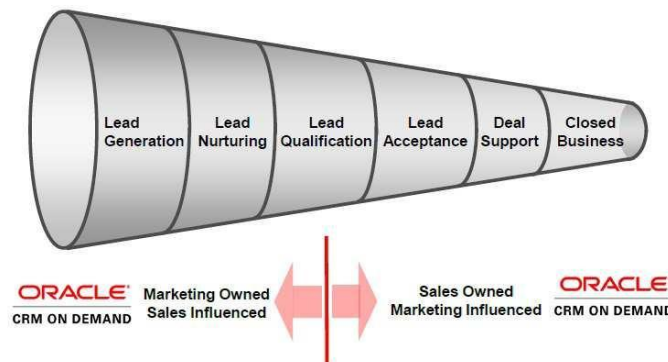 Lead
Generation
Lead
Nurturing
Lead
Qualification
Lead
Acceptance
Deal
Support
Closed
Business
ORACLE
CRM ON DEMAND
Marketing Owned
Sales Influenced
Sales Owned
Marketing Influenced
ORACLE
CRM ON DEMAND